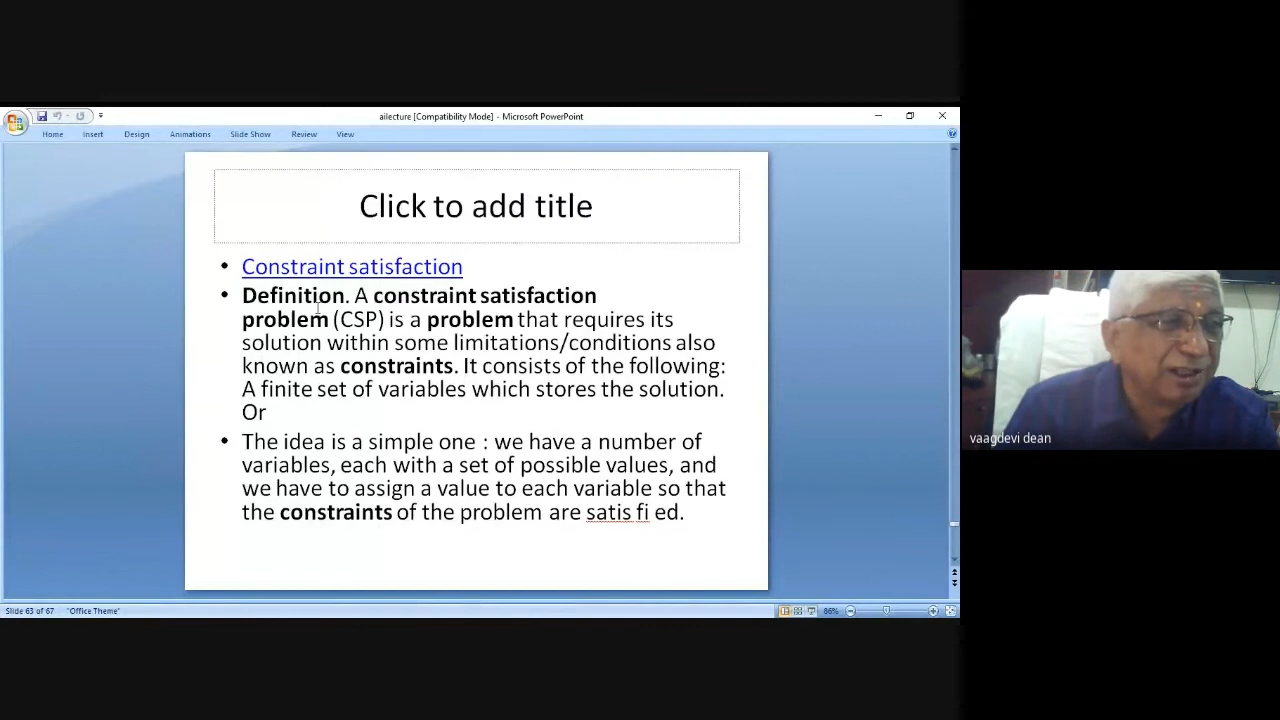 ailecture [Compatibility Mode] - Microsoft PowerPoint
Home Insert Design Animations Slide Show Review View
Click to add title
• Constraint satisfaction
• Definition. A constraint satisfaction
problem (CSP) is a problem that requires its
solution within some limitations/conditions also
known as constraints. It consists of the following:
A finite set of variables which stores the solution.
Or
• The idea is a simple one : we have a number of
variables, each with a set of possible values, and
we have to assign a value to each variable so that
the constraints of the problem are satis fi ed.
vaagdevi dean
Slide 63 of 67 "Office Theme" 86%